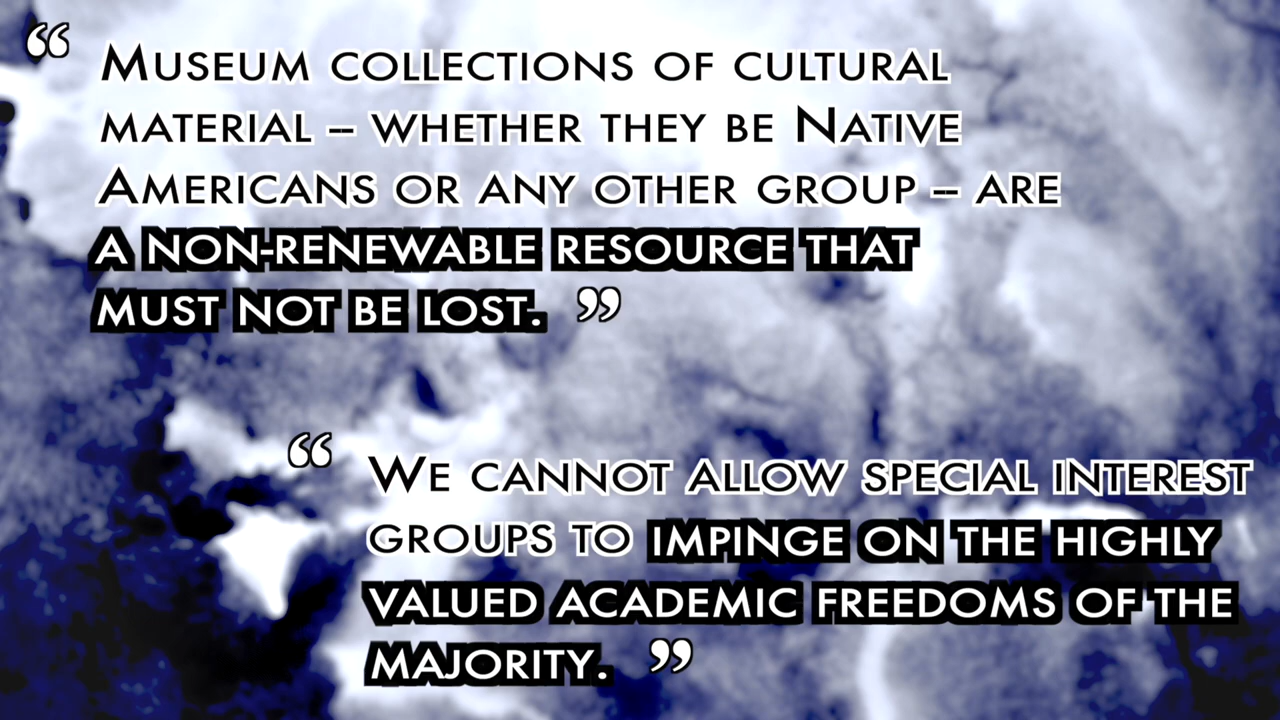 “ Museum collections of cultural
material – whether they be Native
Americans or any other group – are
a non-renewable resource that
must not be lost. ”
“ We cannot allow special interest
groups to impinge on the highly
valued academic freedoms of the
majority. ”